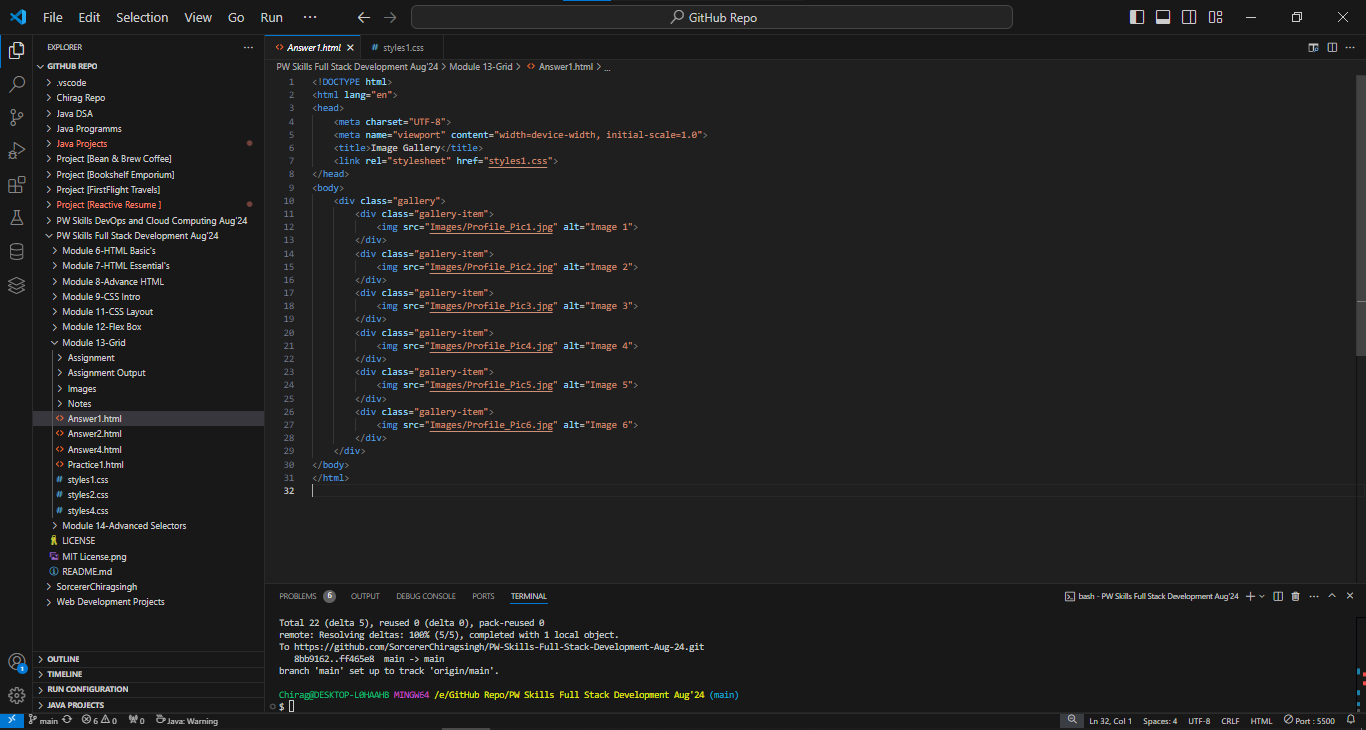 File Edit Selection View Go Run ···
GitHub Repo
EXPLORER ···
GITHUB REPO
.vscode
Chirag Repo
Java DSA
Java Programms
Java Projects
Project [Bean & Brew Coffee]
Project [Bookshelf Emporium]
Project [FirstFlight Travels]
Project [Reactive Resume ]
PW Skills DevOps and Cloud Computing Aug'24
PW Skills Full Stack Development Aug'24
Module 6-HTML Basic's
Module 7-HTML Essential's
Module 8-Advance HTML
Module 9-CSS Intro
Module 11-CSS Layout
Module 12-Flex Box
Module 13-Grid
Assignment
Assignment Output
Images
Notes
Answer1.html
Answer2.html
Answer4.html
Practice1.html
styles1.css
styles2.css
styles4.css
Module 14-Advanced Selectors
LICENSE
MIT License.png
README.md
SorcererChiragsingh
Web Development Projects
OUTLINE
TIMELINE
RUN CONFIGURATION
JAVA PROJECTS
Answer1.html styles1.css
PW Skills Full Stack Development Aug'24 > Module 13-Grid > Answer1.html > ...
1 <!DOCTYPE html>
2 <html lang="en">
3 <head>
4 <meta charset="UTF-8">
5 <meta name="viewport" content="width=device-width, initial-scale=1.0">
6 <title>Image Gallery</title>
7 <link rel="stylesheet" href="styles1.css">
8 </head>
9 <body>
10 <div class="gallery">
11 <div class="gallery-item">
12 <img src="Images/Profile_Pic1.jpg" alt="Image 1">
13 </div>
14 <div class="gallery-item">
15 <img src="Images/Profile_Pic2.jpg" alt="Image 2">
16 </div>
17 <div class="gallery-item">
18 <img src="Images/Profile_Pic3.jpg" alt="Image 3">
19 </div>
20 <div class="gallery-item">
21 <img src="Images/Profile_Pic4.jpg" alt="Image 4">
22 </div>
23 <div class="gallery-item">
24 <img src="Images/Profile_Pic5.jpg" alt="Image 5">
25 </div>
26 <div class="gallery-item">
27 <img src="Images/Profile_Pic6.jpg" alt="Image 6">
28 </div>
29 </div>
30 </body>
31 </html>
32
PROBLEMS 6 OUTPUT DEBUG CONSOLE PORTS TERMINAL
bash - PW Skills Full Stack Development Aug'24
Total 22 (delta 5), reused 0 (delta 0), pack-reused 0
remote: Resolving deltas: 100% (5/5), completed with 1 local object.
To https://github.com/SorcererChiragsingh/PW-Skills-Full-Stack-Development-Aug-24.git
8bb9162..ff465e8 main -> main
branch 'main' set up to track 'origin/main'.
Chirag@DESKTOP-L0HAAHB MINGW64 /e/GitHub Repo/PW Skills Full Stack Development Aug'24 (main)
$
1
main 6 0 0 Java: Warning
Ln 32, Col 1 Spaces: 4 UTF-8 CRLF HTML Port : 5500